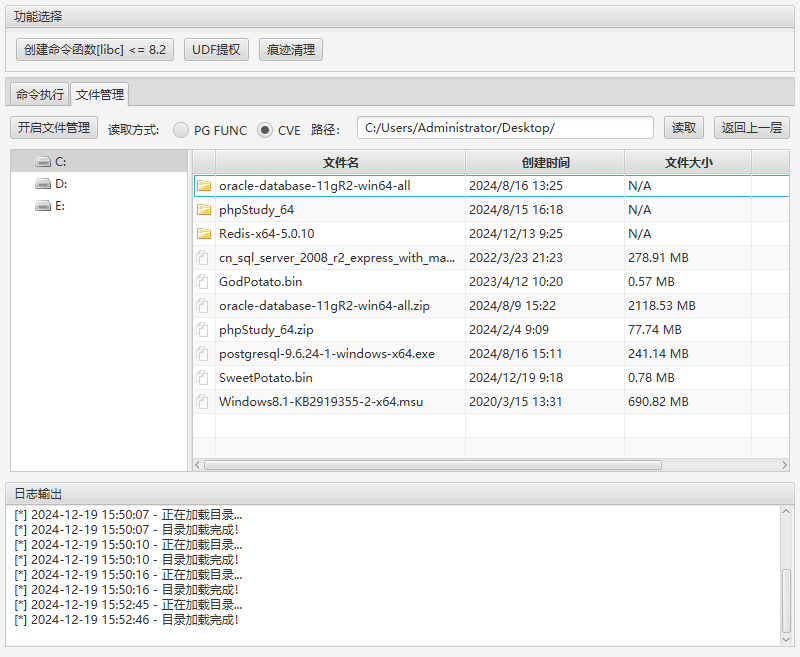 功能选择
创建命令函数[libc] <= 8.2 UDF提权 痕迹清理
命令执行 文件管理
开启文件管理 读取方式: PG FUNC CVE 路径: C:/Users/Administrator/Desktop/ 读取 返回上一层
C:
D:
E:
文件名 创建时间 文件大小
oracle-database-11gR2-win64-all 2024/8/16 13:25 N/A
phpStudy_64 2024/8/15 16:18 N/A
Redis-x64-5.0.10 2024/12/13 9:25 N/A
cn_sql_server_2008_r2_express_with_ma... 2022/3/23 21:23 278.91 MB
GodPotato.bin 2023/4/12 10:20 0.57 MB
oracle-database-11gR2-win64-all.zip 2024/8/9 15:22 2118.53 MB
phpStudy_64.zip 2024/2/4 9:09 77.74 MB
postgresql-9.6.24-1-windows-x64.exe 2024/8/16 15:11 241.14 MB
SweetPotato.bin 2024/12/19 9:18 0.78 MB
Windows8.1-KB2919355-2-x64.msu 2020/3/15 13:31 690.82 MB
日志输出
[*] 2024-12-19 15:50:07 - 正在加载目录...
[*] 2024-12-19 15:50:07 - 目录加载完成!
[*] 2024-12-19 15:50:10 - 正在加载目录...
[*] 2024-12-19 15:50:10 - 目录加载完成!
[*] 2024-12-19 15:50:16 - 正在加载目录...
[*] 2024-12-19 15:50:16 - 目录加载完成!
[*] 2024-12-19 15:52:45 - 正在加载目录...
[*] 2024-12-19 15:52:46 - 目录加载完成!